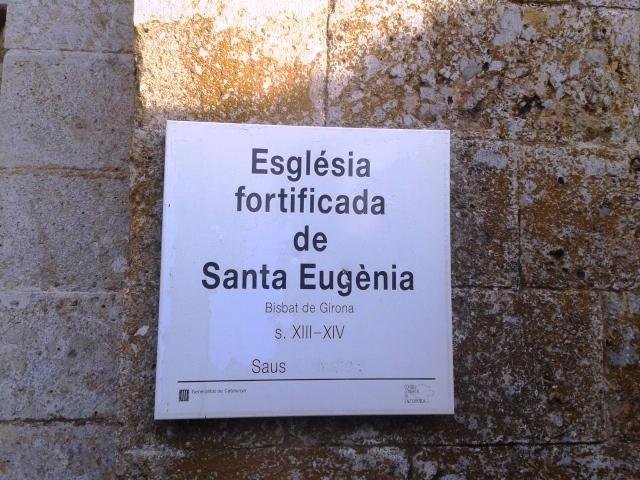 Església
fortificada
de
Santa Eugènia
Bisbat de Girona
s. XIII–XIV
Saus
Generalitat de Catalunya